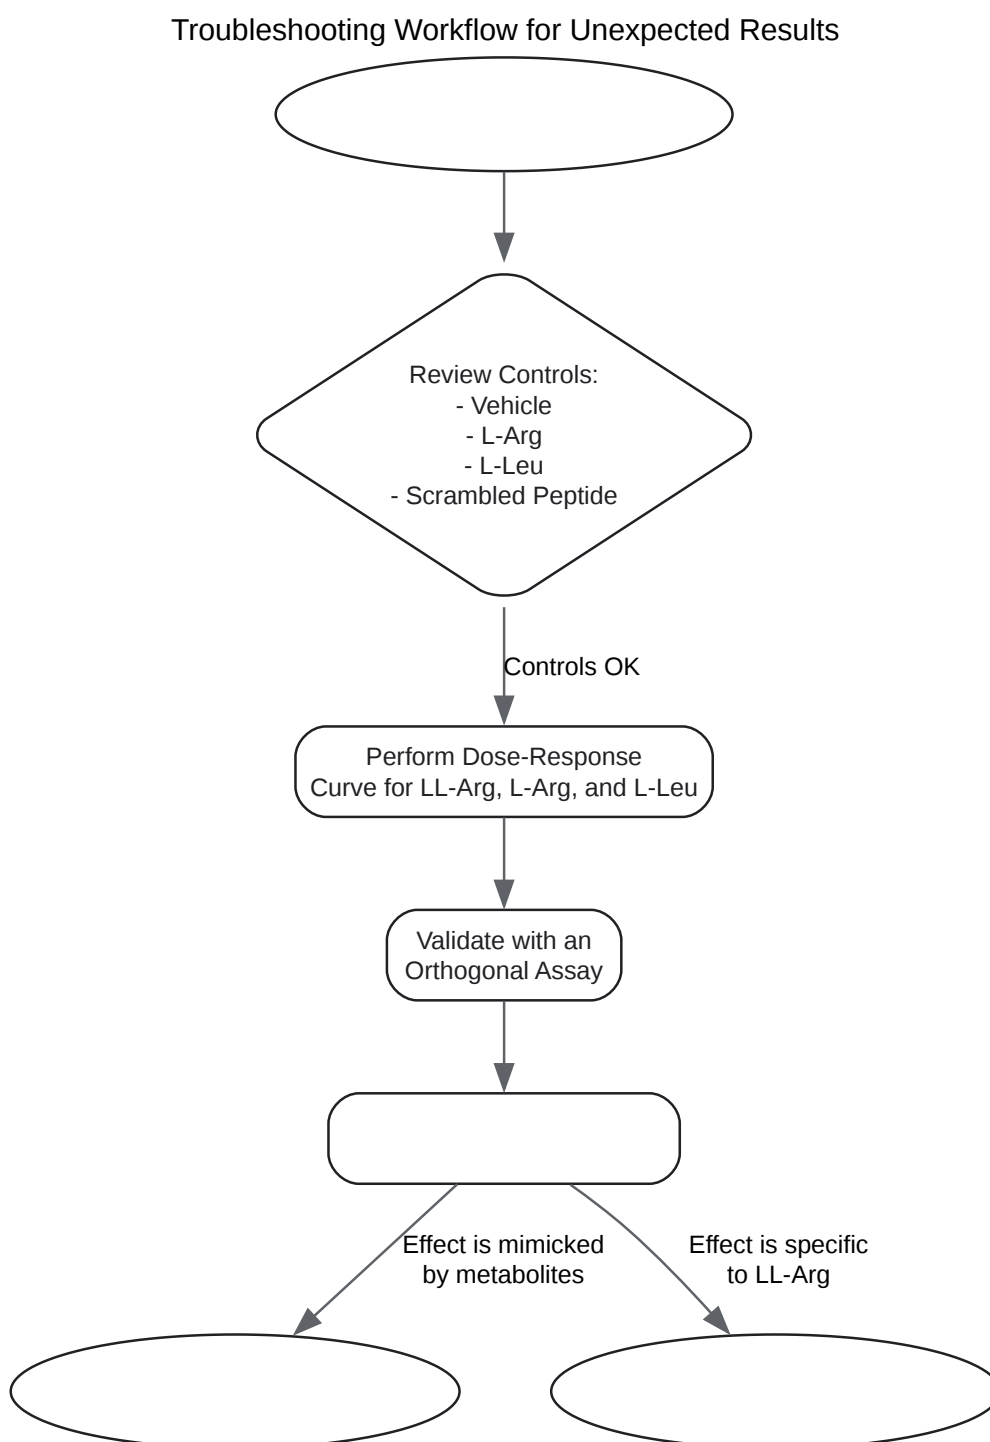 Troubleshooting Workflow for Unexpected Results
Review Controls:
- Vehicle
- L-Arg
- L-Leu
- Scrambled Peptide
Controls OK
Perform Dose-Response
Curve for LL-Arg, L-Arg, and L-Leu
Validate with an
Orthogonal Assay
Effect is mimicked
by metabolites
Effect is specific
to LL-Arg